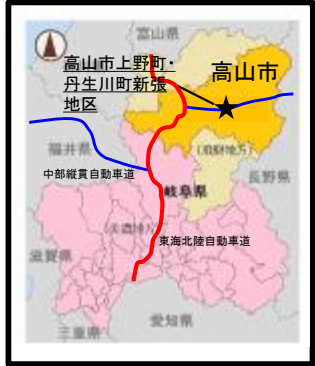 富山県
高山市上野町・
丹生川町新張
地区
高山市
福井県
(飛騨地方)
長野県
中部縦貫自動車道
岐阜県
(美濃地方)
東海北陸自動車道
滋賀県
愛知県
三重県